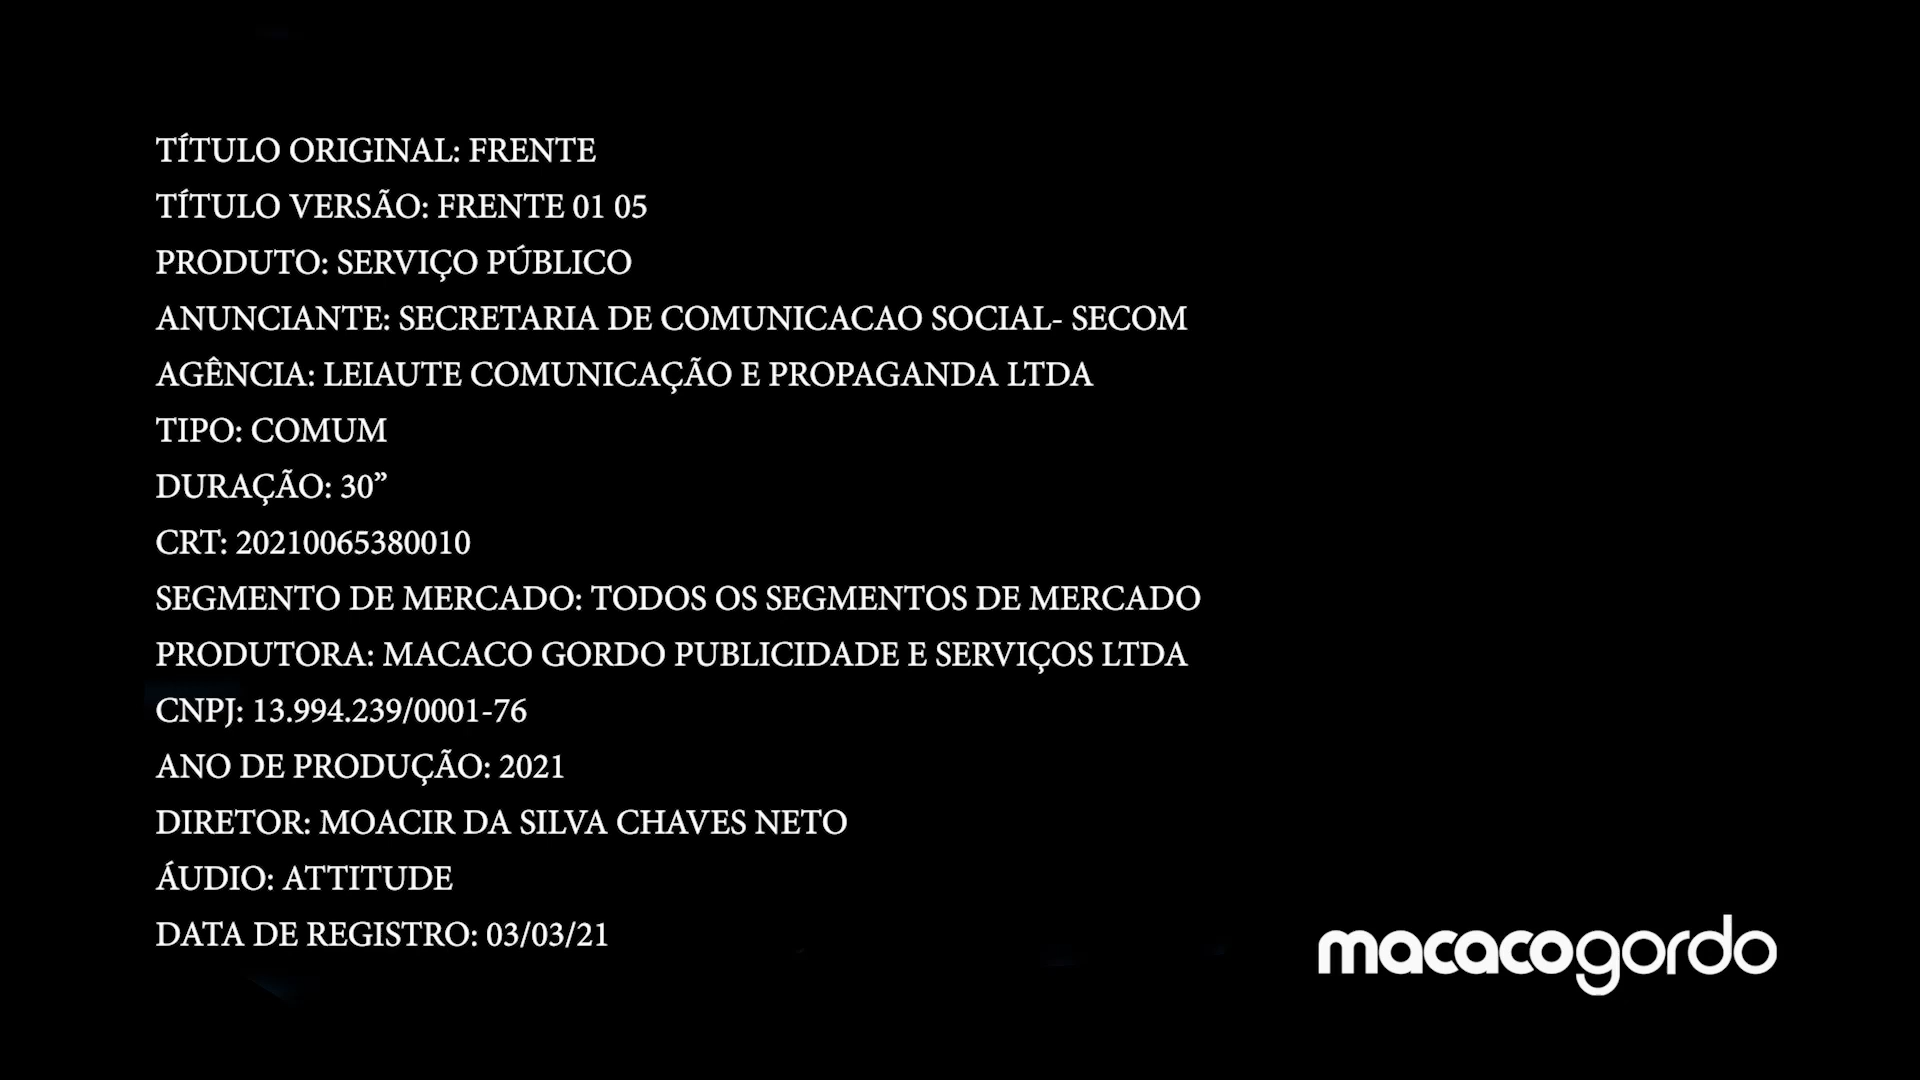 TÍTULO ORIGINAL: FRENTE
TÍTULO VERSÃO: FRENTE 01 05
PRODUTO: SERVIÇO PÚBLICO
ANUNCIANTE: SECRETARIA DE COMUNICACAO SOCIAL- SECOM
AGÊNCIA: LEIAUTE COMUNICAÇÃO E PROPAGANDA LTDA
TIPO: COMUM
DURAÇÃO: 30”
CRT: 20210065380010
SEGMENTO DE MERCADO: TODOS OS SEGMENTOS DE MERCADO
PRODUTORA: MACACO GORDO PUBLICIDADE E SERVIÇOS LTDA
CNPJ: 13.994.239/0001-76
ANO DE PRODUÇÃO: 2021
DIRETOR: MOACIR DA SILVA CHAVES NETO
ÁUDIO: ATTITUDE
DATA DE REGISTRO: 03/03/21
macacogordo